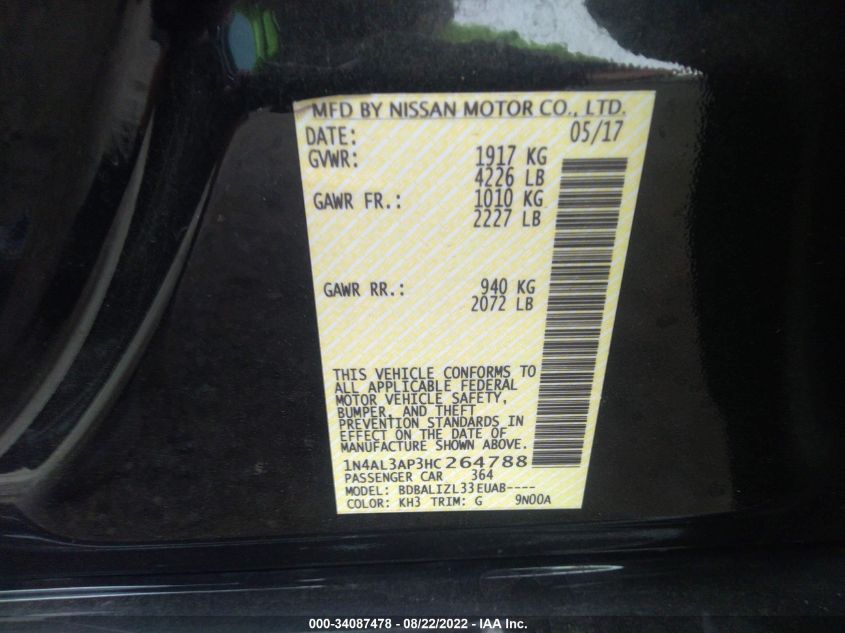 MFD BY NISSAN MOTOR CO., LTD.
DATE: 05/17
GVWR: 1917 KG
4226 LB
GAWR FR.: 1010 KG
2227 LB
GAWR RR.: 940 KG
2072 LB
THIS VEHICLE CONFORMS TO
ALL APPLICABLE FEDERAL
MOTOR VEHICLE SAFETY,
BUMPER, AND THEFT
PREVENTION STANDARDS IN
EFFECT ON THE DATE OF
MANUFACTURE SHOWN ABOVE.
1N4AL3AP3HC264788
PASSENGER CAR 364
MODEL: BDBALIZL33EUAB----
COLOR: KH3 TRIM: G 9N00A
000-34087478 - 08/22/2022 - IAA Inc.